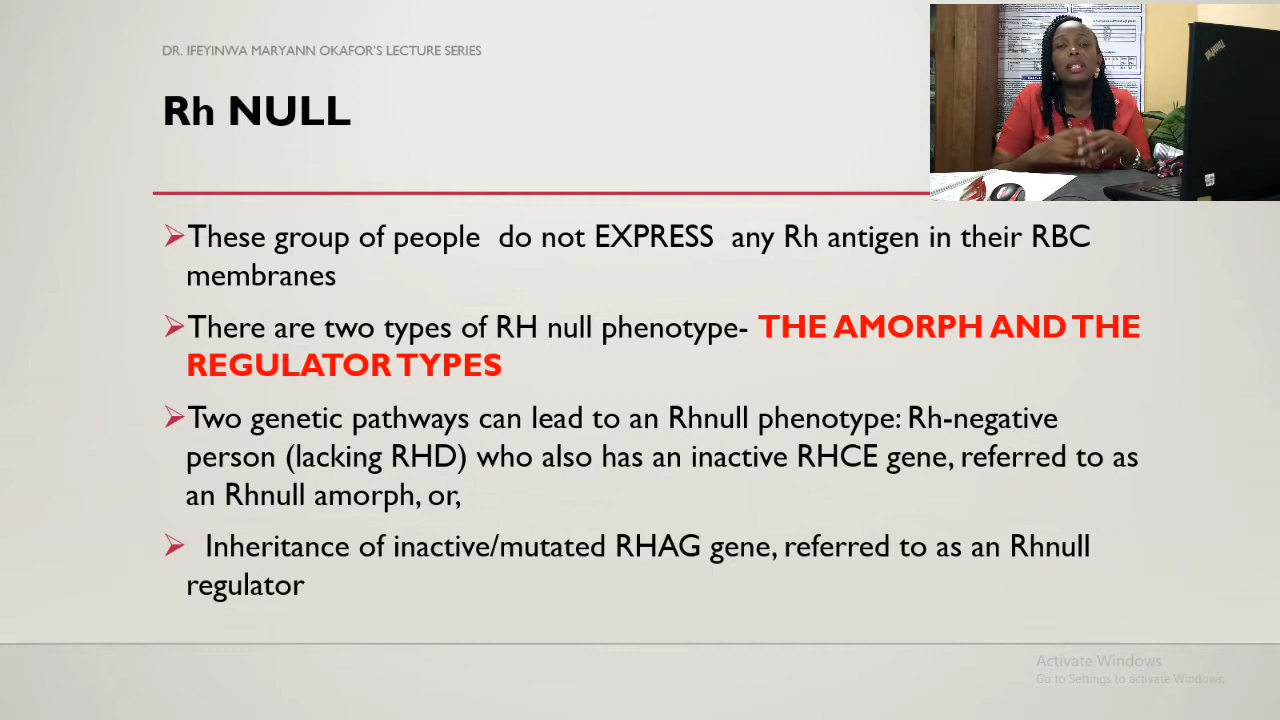 DR. IFEYINWA MARYANN OKAFOR'S LECTURE SERIES
Rh NULL
These group of people do not EXPRESS any Rh antigen in their RBC
membranes
There are two types of RH null phenotype- THE AMORPH AND THE
REGULATOR TYPES
Two genetic pathways can lead to an Rhnull phenotype: Rh-negative
person (lacking RHD) who also has an inactive RHCE gene, referred to as
an Rhnull amorph, or,
Inheritance of inactive/mutated RHAG gene, referred to as an Rhnull
regulator
Activate Windows
Go to Settings to activate Windows.